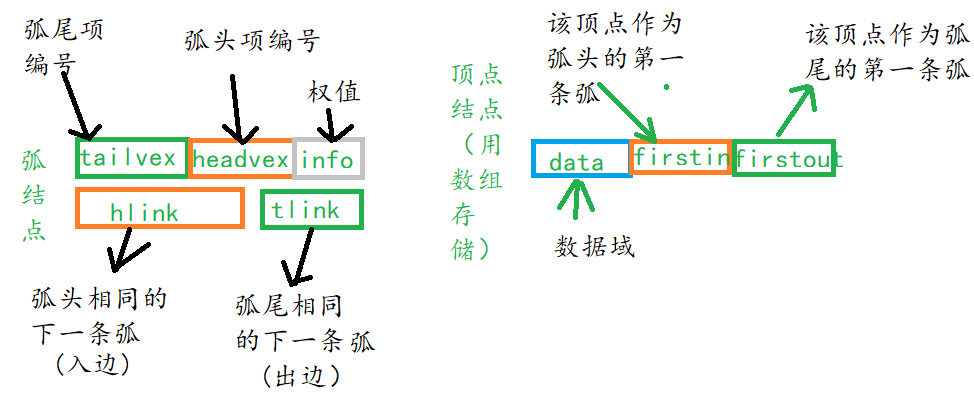 弧尾项
编号
弧头项编号
权值
tailvex
headvex
info
弧
结
点
hlink
tlink
弧头相同的
下一条弧
(入边)
弧尾相同
的下一条弧
(出边)
顶点
结点
（用
数组
存
储）
该顶点作为
弧头的第一
条弧
该顶点作为弧
尾的第一条弧
data
firstin
firstout
数据域